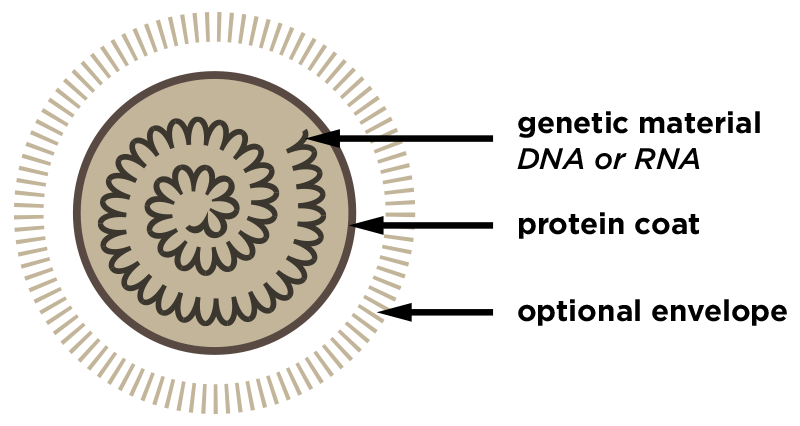 genetic material
DNA or RNA
protein coat
optional envelope